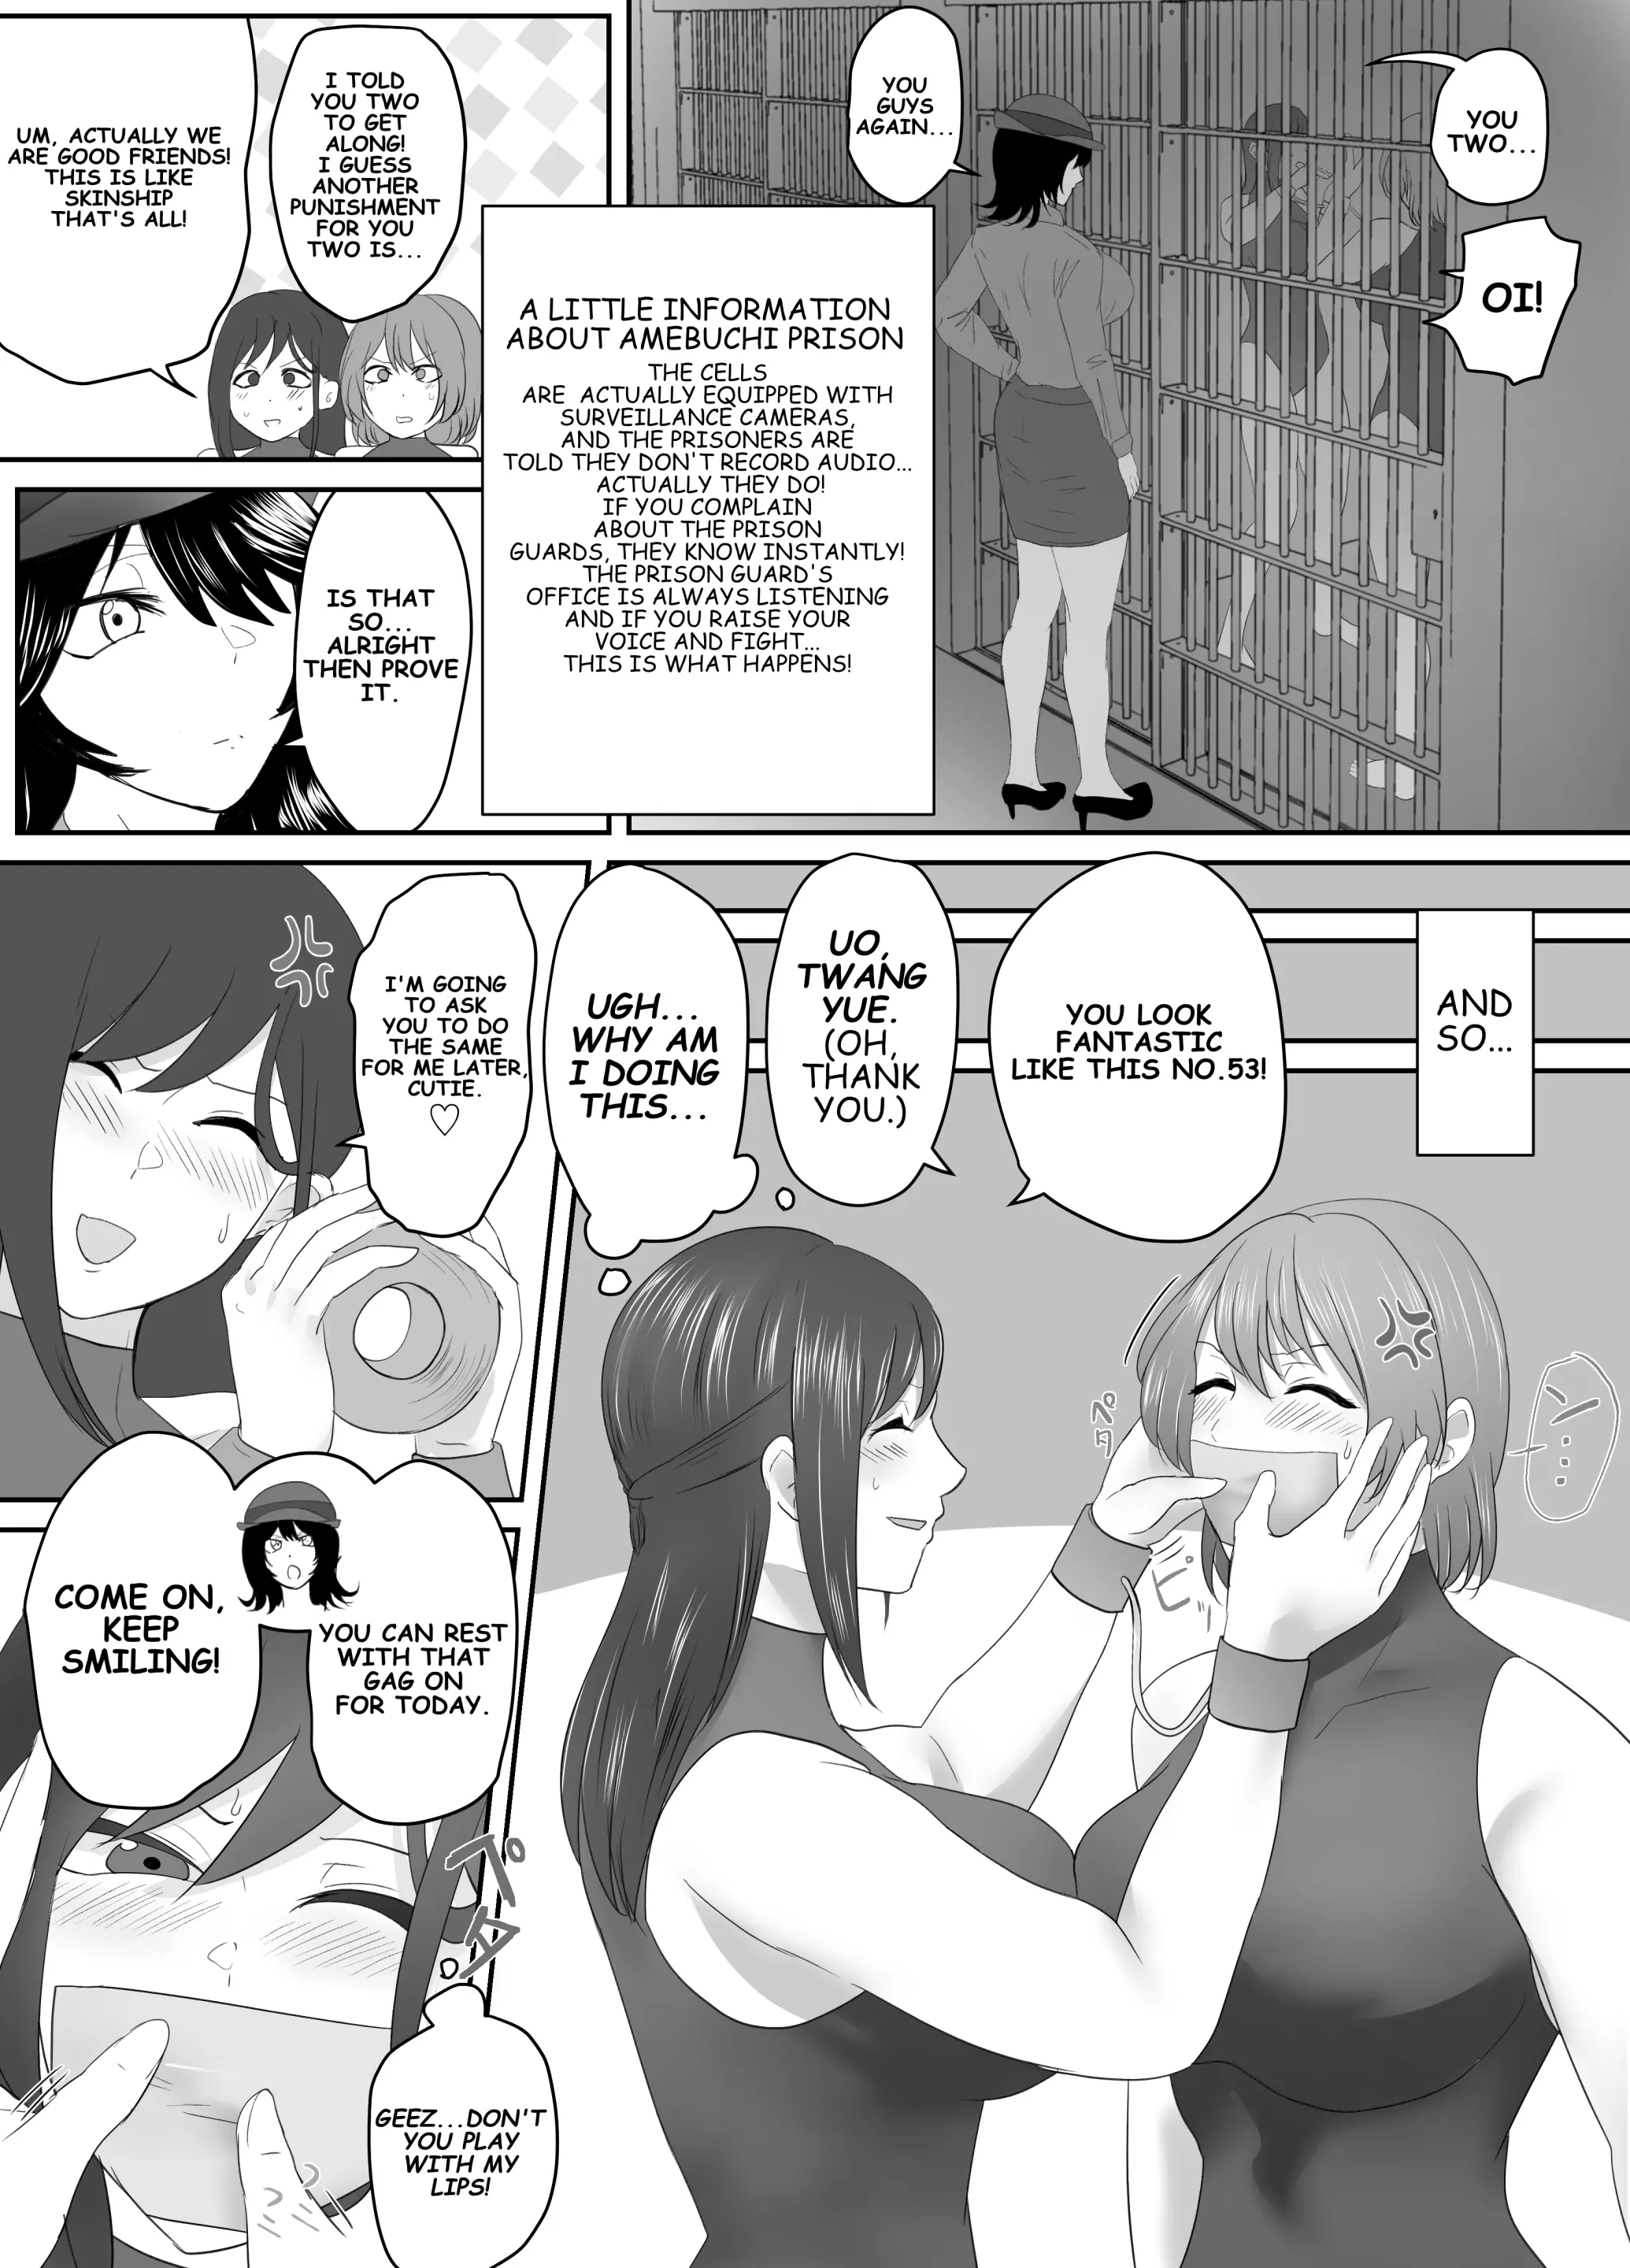 YOU
TWO...
OI!
YOU
GUYS
AGAIN...
A LITTLE INFORMATION
ABOUT AMEBUCHI PRISON
THE CELLS
ARE ACTUALLY EQUIPPED WITH
SURVEILLANCE CAMERAS,
AND THE PRISONERS ARE
TOLD THEY DON'T RECORD AUDIO...
ACTUALLY THEY DO!
IF YOU COMPLAIN
ABOUT THE PRISON
GUARDS, THEY KNOW INSTANTLY!
THE PRISON GUARD'S
OFFICE IS ALWAYS LISTENING
AND IF YOU RAISE YOUR
VOICE AND FIGHT...
THIS IS WHAT HAPPENS!
I TOLD
YOU TWO
TO GET
ALONG!
I GUESS
ANOTHER
PUNISHMENT
FOR YOU
TWO IS...
UM, ACTUALLY WE
ARE GOOD FRIENDS!
THIS IS LIKE
SKINSHIP
THAT'S ALL!
IS THAT
SO...
ALRIGHT
THEN PROVE
IT.
AND
SO...
YOU LOOK
FANTASTIC
LIKE THIS NO.53!
UO,
TWANG
YUE.
(OH,
THANK
YOU.)
UGH...
WHY AM
I DOING
THIS...
ン...
ペタ
ピッ
I'M GOING
TO ASK
YOU TO DO
THE SAME
FOR ME LATER,
CUTIE.
♡
COME ON,
KEEP
SMILING!
YOU CAN REST
WITH THAT
GAG ON
FOR TODAY.
GEEZ...DON'T
YOU PLAY
WITH MY
LIPS!